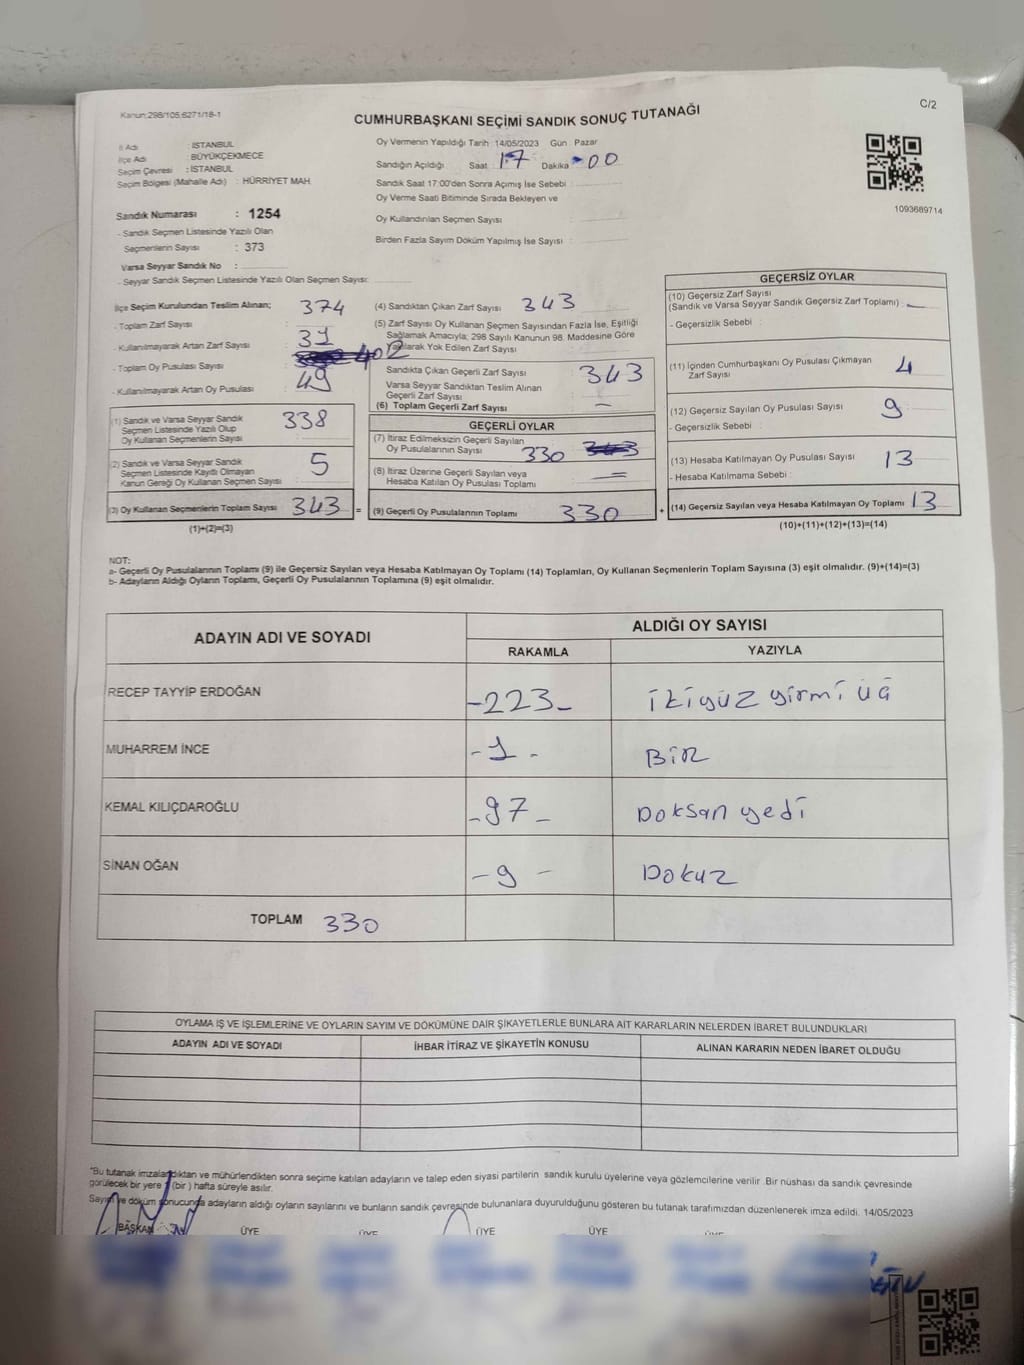 Kanun:298/105;6271/18-1
C/2
CUMHURBAŞKANI SEÇİMİ SANDIK SONUÇ TUTANAĞI
İl Adı : İSTANBUL
İlçe Adı : BÜYÜKÇEKMECE
Seçim Çevresi : İSTANBUL
Seçim Bölgesi (Mahalle Adı) : HÜRRİYET MAH.
Oy Vermenin Yapıldığı Tarih :14/05/2023 Gün : Pazar
Sandığın Açıldığı Saat : 17 Dakika : 00
Sandık Saat 17:00'den Sonra Açımış İse Sebebi :
Oy Verme Saati Bitiminde Sırada Bekleyen ve
Oy Kullandırılan Seçmen Sayısı :
Birden Fazla Sayım Döküm Yapılmış İse Sayısı :
1093689714
Sandık Numarası : 1254
- Sandık Seçmen Listesinde Yazılı Olan
Seçmenlerin Sayısı : 373
Varsa Seyyar Sandık No :
- Seyyar Sandık Seçmen Listesinde Yazılı Olan Seçmen Sayısı:
İlçe Seçim Kurulundan Teslim Alınan;
- Toplam Zarf Sayısı : 374
- Kullanılmayarak Artan Zarf Sayısı : 31
- Toplam Oy Pusulası Sayısı : 402
- Kullanılmayarak Artan Oy Pusulası : 49
(1) Sandık ve Varsa Seyyar Sandık
Seçmen Listesinde Yazılı Olup
Oy Kullanan Seçmenlerin Sayısı : 338
(2) Sandık ve Varsa Seyyar Sandık
Seçmen Listesinde Kayıtlı Olmayan
Kanun Gereği Oy Kullanan Seçmen Sayısı : 5
(3) Oy Kullanan Seçmenlerin Toplam Sayısı : 343 =
(1)+(2)=(3)
(4) Sandıktan Çıkan Zarf Sayısı : 343
(5) Zarf Sayısı Oy Kullanan Seçmen Sayısından Fazla İse, Eşitliği
Sağlamak Amacıyla; 298 Sayılı Kanunun 98. Maddesine Göre
Yakılarak Yok Edilen Zarf Sayısı :
Sandıkta Çıkan Geçerli Zarf Sayısı : 343
Varsa Seyyar Sandıktan Teslim Alınan
Geçerli Zarf Sayısı :
(6) Toplam Geçerli Zarf Sayısı : –
GEÇERLİ OYLAR
(7) İtiraz Edilmeksizin Geçerli Sayılan
Oy Pusulalarının Sayısı : 330
(8) İtiraz Üzerine Geçerli Sayılan veya
Hesaba Katılan Oy Pusulası Toplamı : =
(9) Geçerli Oy Pusulalarının Toplamı : 330 +
GEÇERSİZ OYLAR
(10) Geçersiz Zarf Sayısı
(Sandık ve Varsa Seyyar Sandık Geçersiz Zarf Toplamı) : –
- Geçersizlik Sebebi :
(11) İçinden Cumhurbaşkanı Oy Pusulası Çıkmayan
Zarf Sayısı : 4
(12) Geçersiz Sayılan Oy Pusulası Sayısı : 9
- Geçersizlik Sebebi :
(13) Hesaba Katılmayan Oy Pusulası Sayısı : 13
- Hesaba Katılmama Sebebi :
(14) Geçersiz Sayılan veya Hesaba Katılmayan Oy Toplamı : 13
(10)+(11)+(12)+(13)=(14)
NOT:
a- Geçerli Oy Pusulalarının Toplamı (9) ile Geçersiz Sayılan veya Hesaba Katılmayan Oy Toplamı (14) Toplamları, Oy Kullanan Seçmenlerin Toplam Sayısına (3) eşit olmalıdır. (9)+(14)=(3)
b- Adayların Aldığı Oyların Toplamı, Geçerli Oy Pusulalarının Toplamına (9) eşit olmalıdır.
ADAYIN ADI VE SOYADI
ALDIĞI OY SAYISI
RAKAMLA
YAZIYLA
RECEP TAYYİP ERDOĞAN -223- İkiyüz yirmi üç
MUHARREM İNCE -1- Bir
KEMAL KILIÇDAROĞLU -97- Doksan yedi
SİNAN OĞAN -9- Dokuz
TOPLAM 330
OYLAMA İŞ VE İŞLEMLERİNE VE OYLARIN SAYIM VE DÖKÜMÜNE DAİR ŞİKAYETLERLE BUNLARA AİT KARARLARIN NELERDEN İBARET BULUNDUKLARI
ADAYIN ADI VE SOYADI
İHBAR İTİRAZ VE ŞİKAYETİN KONUSU
ALINAN KARARIN NEDEN İBARET OLDUĞU
"Bu tutanak imzalandıktan ve mühürlendikten sonra seçime katılan adayların ve talep eden siyasi partilerin sandık kurulu üyelerine veya gözlemcilerine verilir .Bir nüshası da sandık çevresinde
görülecek bir yere 1 (bir ) hafta süreyle asılır.
Sayım ve döküm sonucunda adayların aldığı oyların sayılarını ve bunların sandık çevresinde bulunanlara duyurulduğunu gösteren bu tutanak tarafımızdan düzenlenerek imza edildi. 14/05/2023
BAŞKAN ÜYE ÜYE ÜYE ÜYE ÜYE